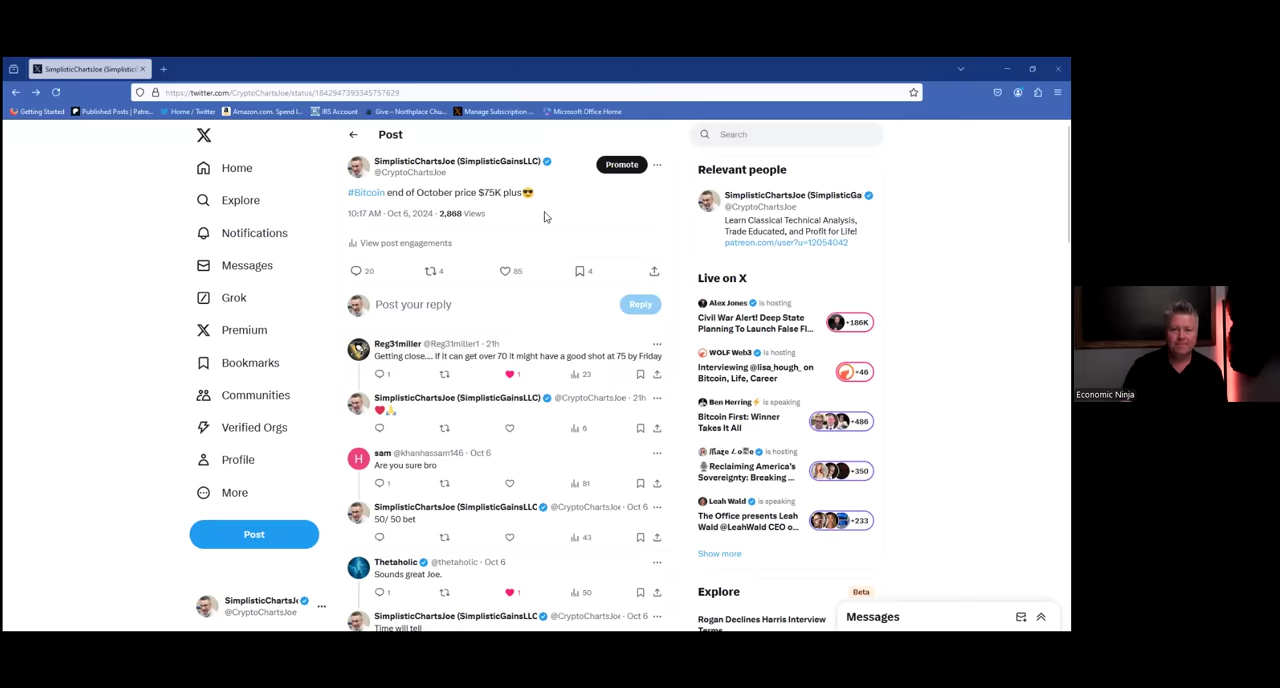 SimplisticChartsJoe (Simplistic
https://twitter.com/CryptoChartsJoe/status/1842947393345757629
Getting Started
Published Posts | Patre...
Home / Twitter
Amazon.com. Spend l...
IRS Account
Give – Northplace Chu...
Manage Subscription ...
Microsoft Office Home
Home
Explore
Notifications
Messages
Grok
Premium
Bookmarks
Communities
Verified Orgs
Profile
More
Post
SimplisticChartsJo
@CryptoChartsJoe
Post
SimplisticChartsJoe (SimplisticGainsLLC)
@CryptoChartsJoe
Promote
#Bitcoin end of October price $75K plus😎
10:17 AM · Oct 6, 2024 · 2,868 Views
View post engagements
20 4 85 4
Post your reply
Reply
Reg31miller @Reg31miller1 · 21h
Getting close.... If it can get over 70 it might have a good shot at 75 by Friday
1 1 23
SimplisticChartsJoe (SimplisticGainsLLC) @CryptoChartsJoe · 21h
❤️🙏
6
H
sam @khanhassam146 · Oct 6
Are you sure bro
1 81
SimplisticChartsJoe (SimplisticGainsLLC @CryptoChartsJoe · Oct 6
50/ 50 bet
43
Thetaholic @thetaholic · Oct 6
Sounds great Joe.
1 1 50
SimplisticChartsJoe (SimplisticGainsLLC @CryptoChartsJoe · Oct 6
Time will tell
Search
Relevant people
SimplisticChartsJoe (SimplisticGa
@CryptoChartsJoe
Learn Classical Technical Analysis,
Trade Educated, and Profit for Life!
patreon.com/user?u=12054042
Live on X
Alex Jones is hosting
Civil War Alert! Deep State
Planning To Launch False Fl...
+186K
WOLF Web3 is hosting
Interviewing @lisa_hough_ on
Bitcoin, Life, Career
+46
Ben Herring⚡ is speaking
Bitcoin First: Winner
Takes It All
+486
is hosting
🎙️Reclaiming America's
Sovereignty: Breaking ...
+350
Leah Wald is speaking
The Office presents Leah
Wald @LeahWald CEO o...
+233
Show more
Explore
Beta
Rogan Declines Harris Interview
Terms
Messages
Economic Ninja